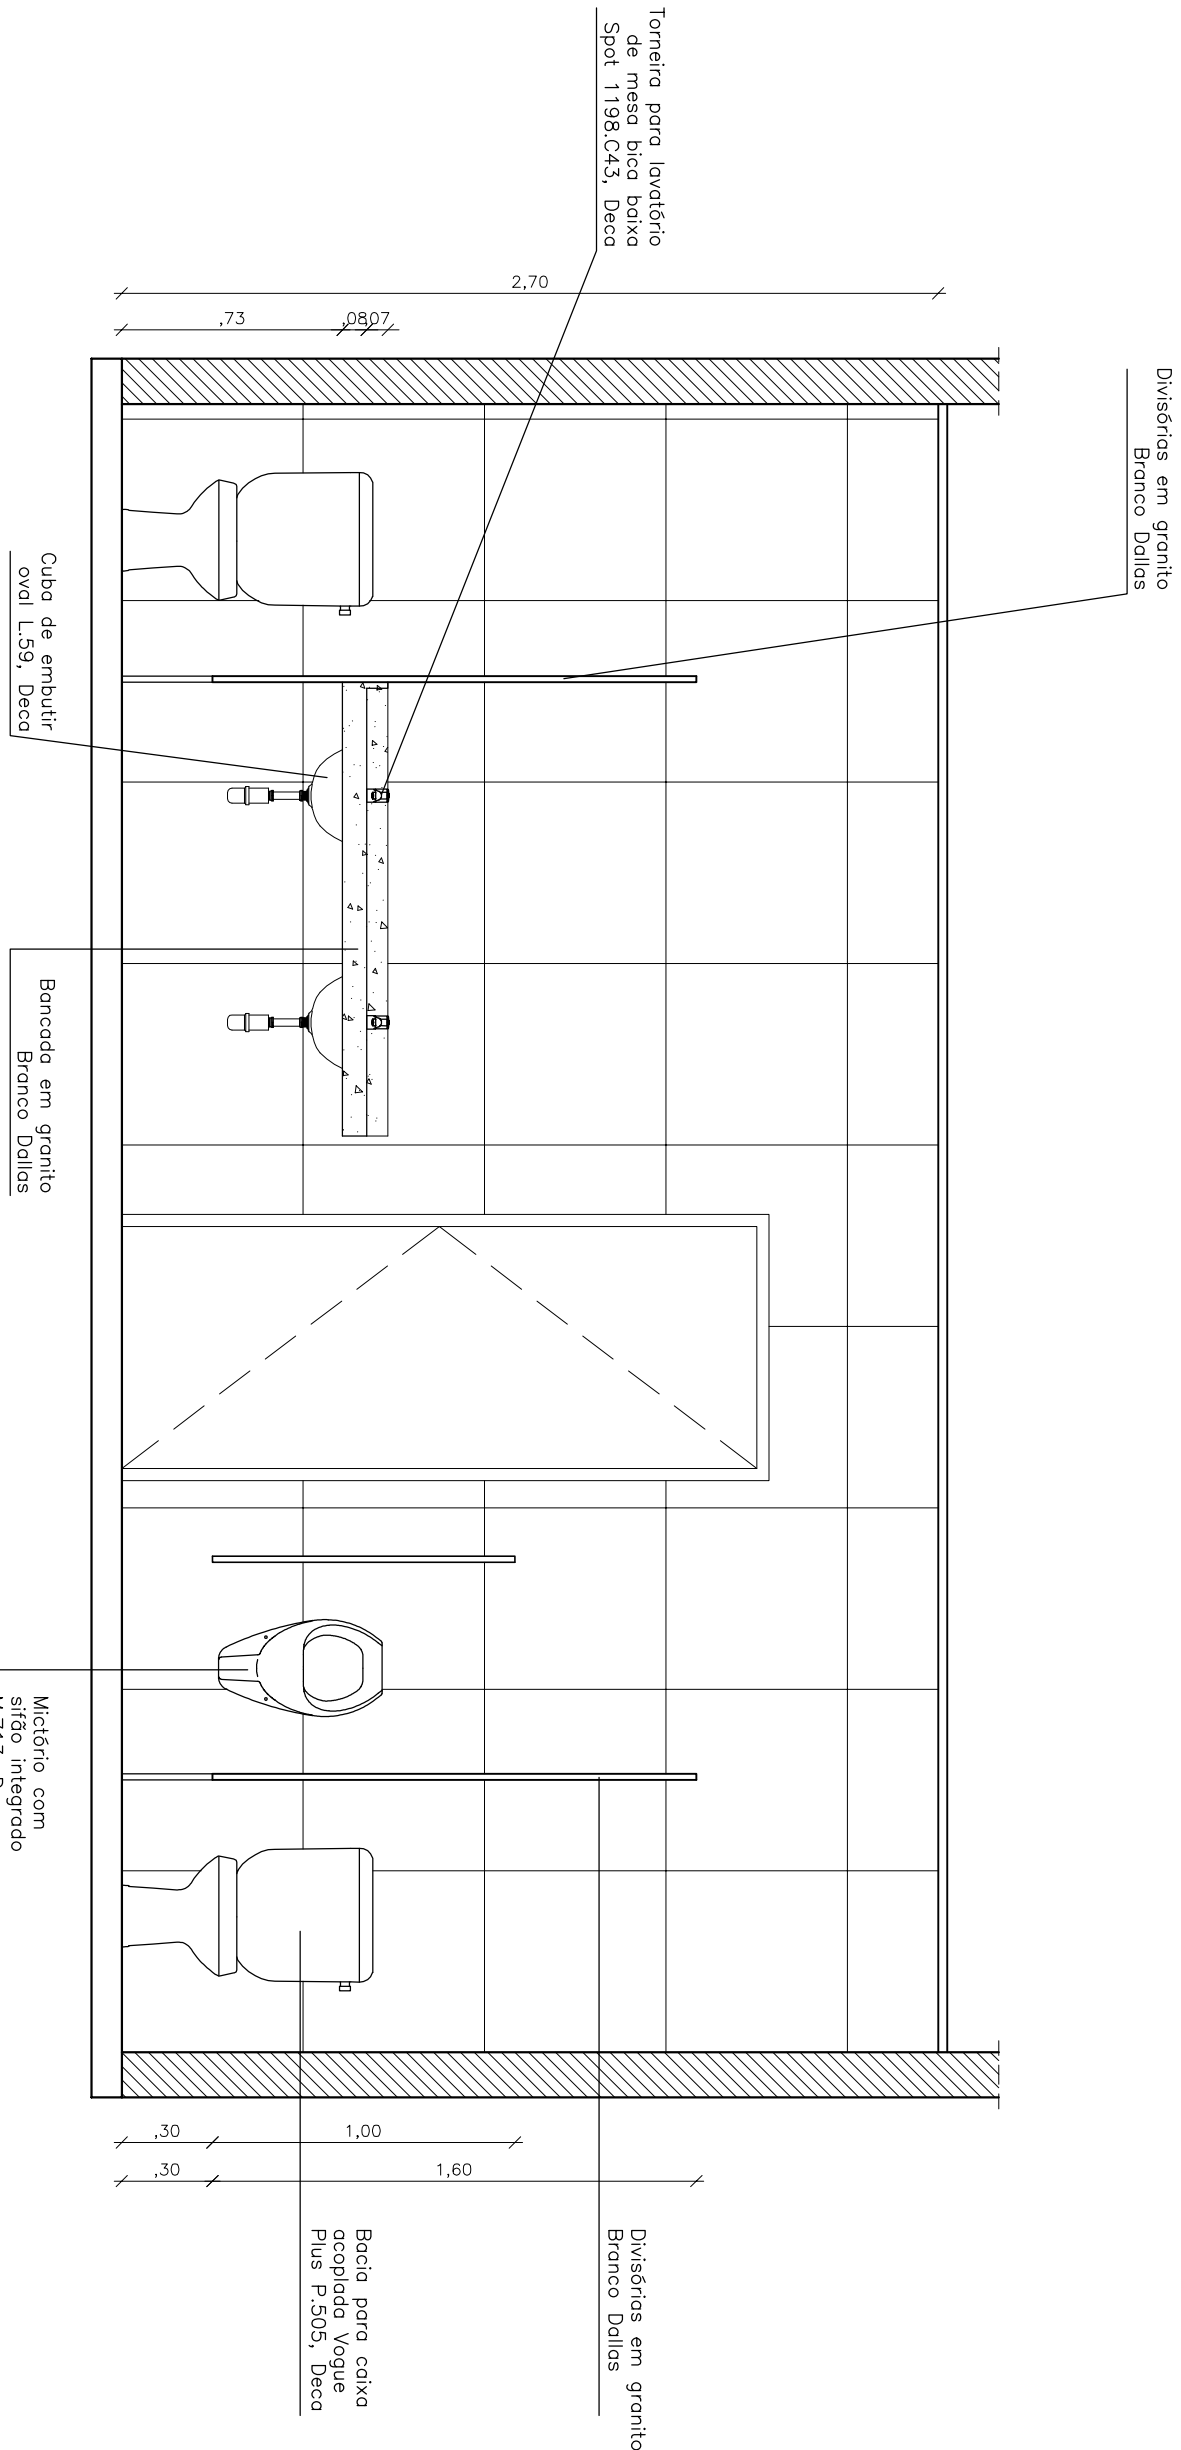 Divisórias em granito
Branco Dallas
Torneira para lavatório
de mesa bica baixa
Spot 1198.C43, Deca
2,70
,73
,08
,07
Cuba de embutir
oval L.59, Deca
Bancada em granito
Branco Dallas
Mictório com
sifão integrado
,30
1,00
,30
1,60
Divisórias em granito
Branco Dallas
Bacia para caixa
acoplada Vogue
Plus P.505, Deca